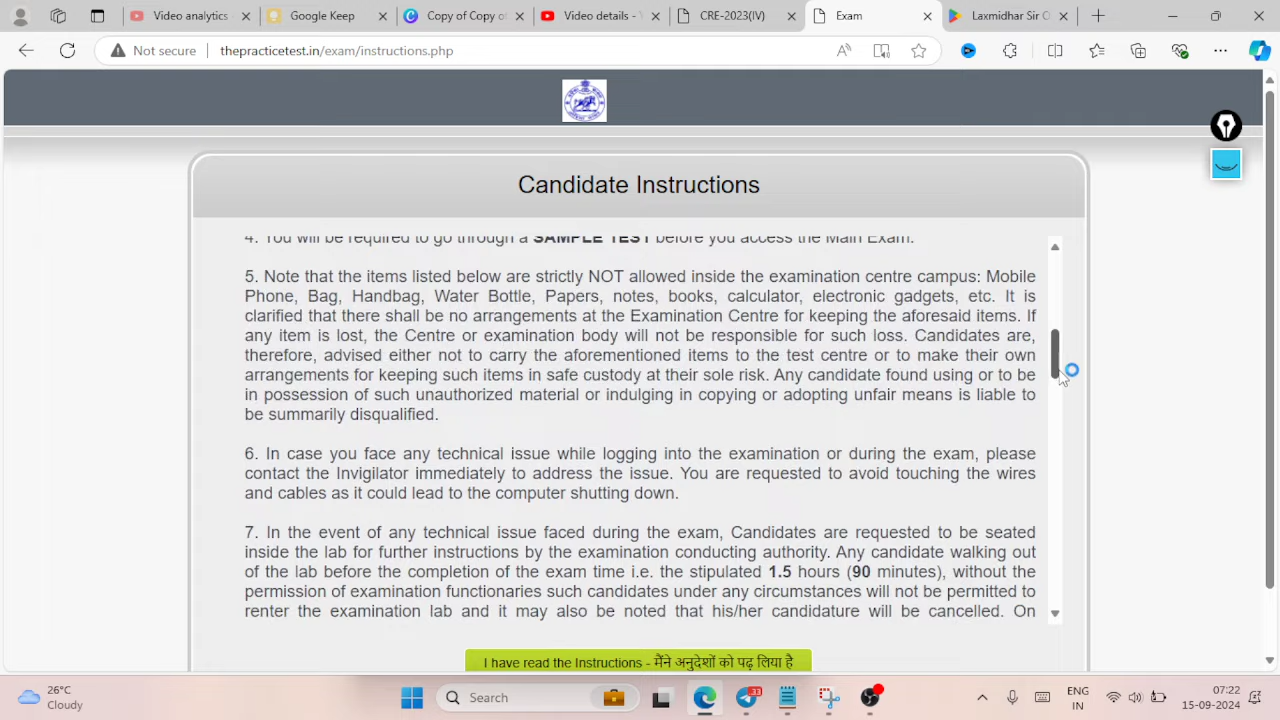 Video analytics
Google Keep
Copy of Copy o
Video details -
CRE-2023(IV)
Exam
Laxmidhar Sir O
Not secure
thepracticetest.in/exam/instructions.php
Candidate Instructions
4. You will be required to go through a SAMPLE TEST before you access the Main Exam.
5. Note that the items listed below are strictly NOT allowed inside the examination centre campus: Mobile
Phone, Bag, Handbag, Water Bottle, Papers, notes, books, calculator, electronic gadgets, etc. It is
clarified that there shall be no arrangements at the Examination Centre for keeping the aforesaid items. If
any item is lost, the Centre or examination body will not be responsible for such loss. Candidates are,
therefore, advised either not to carry the aforementioned items to the test centre or to make their own
arrangements for keeping such items in safe custody at their sole risk. Any candidate found using or to be
in possession of such unauthorized material or indulging in copying or adopting unfair means is liable to
be summarily disqualified.
6. In case you face any technical issue while logging into the examination or during the exam, please
contact the Invigilator immediately to address the issue. You are requested to avoid touching the wires
and cables as it could lead to the computer shutting down.
7. In the event of any technical issue faced during the exam, Candidates are requested to be seated
inside the lab for further instructions by the examination conducting authority. Any candidate walking out
of the lab before the completion of the exam time i.e. the stipulated 1.5 hours (90 minutes), without the
permission of examination functionaries such candidates under any circumstances will not be permitted to
renter the examination lab and it may also be noted that his/her candidature will be cancelled. On
I have read the Instructions - मैंने अनुदेशों को पढ़ लिया है
26°C
Cloudy
Search
33
ENG
IN
07:22
15-09-2024